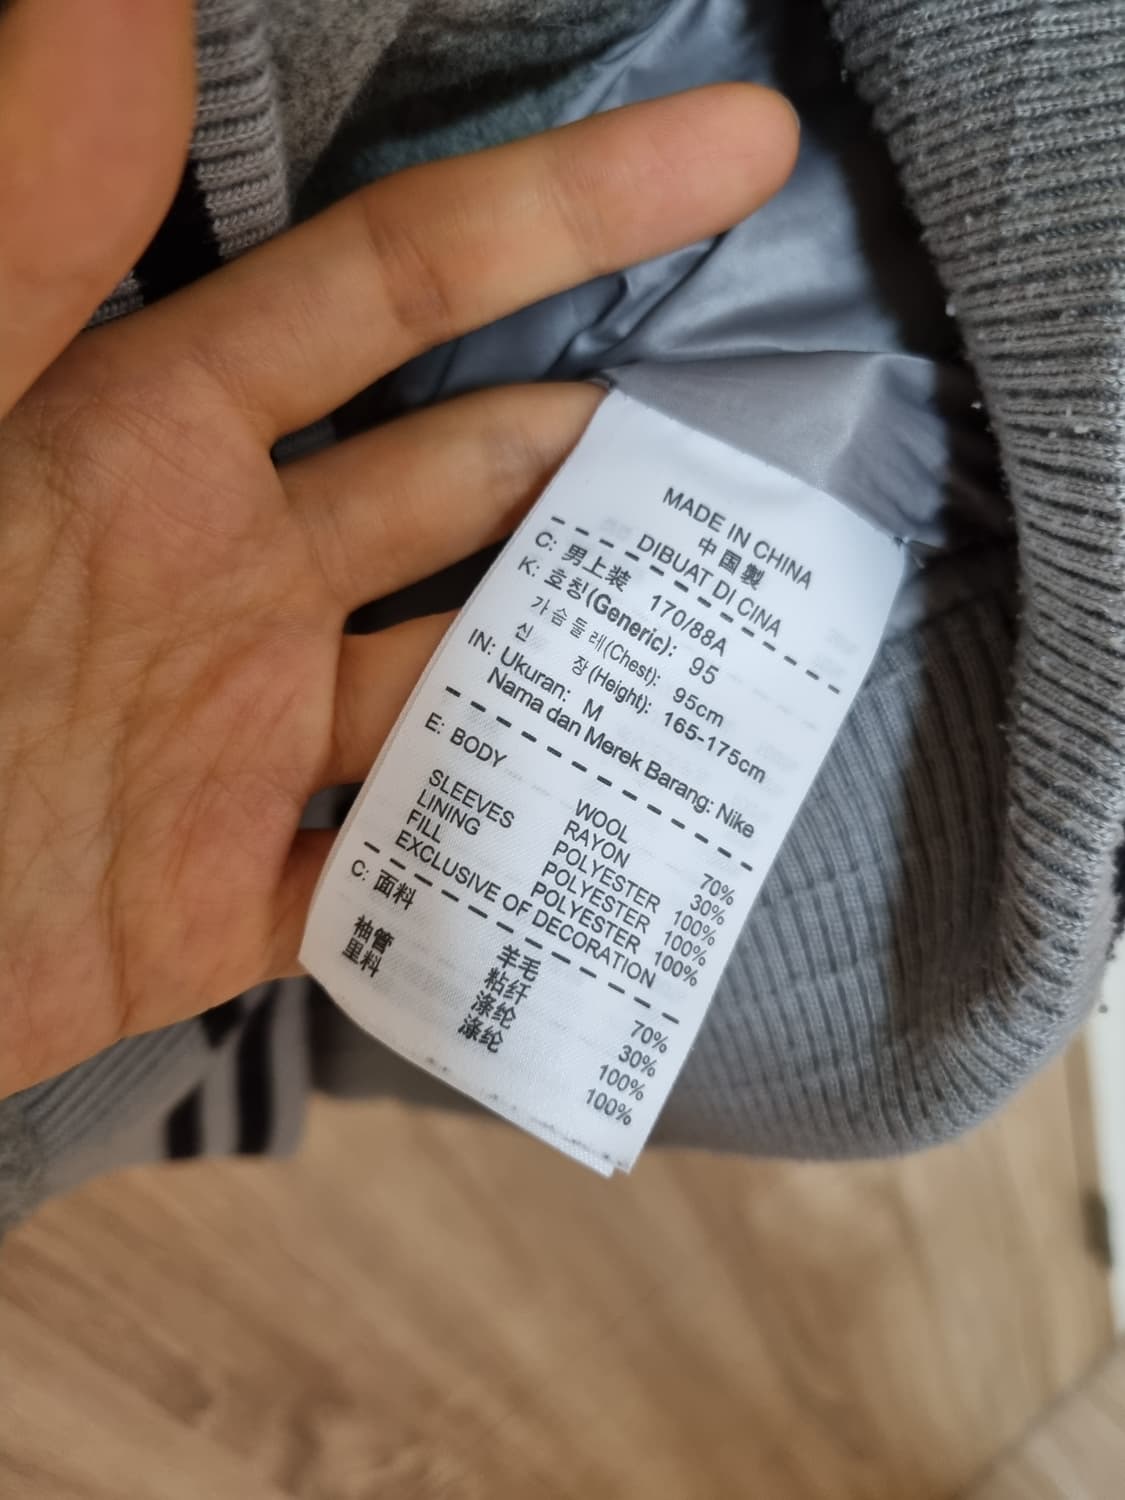 MADE IN CHINA
中国製
DIBUAT DI CINA
C: 男上装 170/88A
K: 호칭(Generic): 95
가슴둘레(Chest): 95cm
신 장(Height): 165-175cm
IN: Ukuran: M
Nama dan Merek Barang: Nike
E: BODY WOOL 70%
RAYON 30%
SLEEVES POLYESTER 100%
LINING POLYESTER 100%
FILL POLYESTER 100%
EXCLUSIVE OF DECORATION
C: 面料 羊毛 70%
粘纤 30%
袖管 涤纶 100%
里料 涤纶 100%